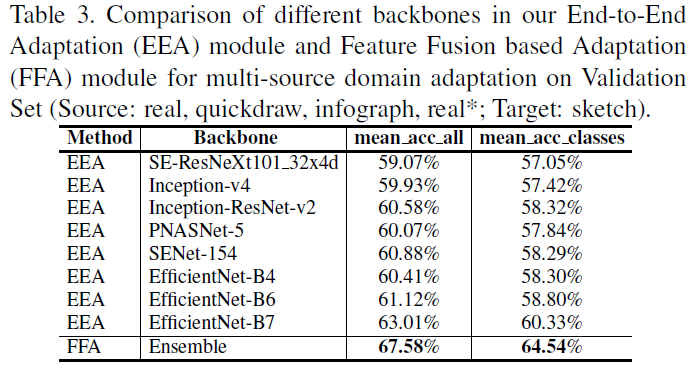 Table 3. Comparison of different backbones in our End-to-End
Adaptation (EEA) module and Feature Fusion based Adaptation
(FFA) module for multi-source domain adaptation on Validation
Set (Source: real, quickdraw, infograph, real*; Target: sketch).
Method Backbone mean_acc_all mean_acc_classes
EEA SE-ResNeXt101_32x4d 59.07% 57.05%
EEA Inception-v4 59.93% 57.42%
EEA Inception-ResNet-v2 60.58% 58.32%
EEA PNASNet-5 60.07% 57.84%
EEA SENet-154 60.88% 58.29%
EEA EfficientNet-B4 60.41% 58.30%
EEA EfficientNet-B6 61.12% 58.80%
EEA EfficientNet-B7 63.01% 60.33%
FFA Ensemble 67.58% 64.54%